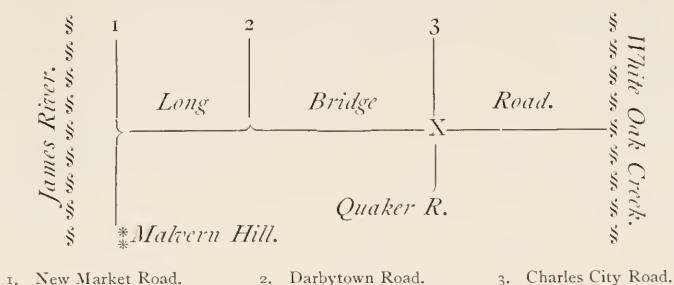 1 2 3
James River.
White Oak Creek.
Long Bridge Road.
X
Quaker R.
Malvern Hill.
1. New Market Road. 2. Darbytown Road. 3. Charles City Road.